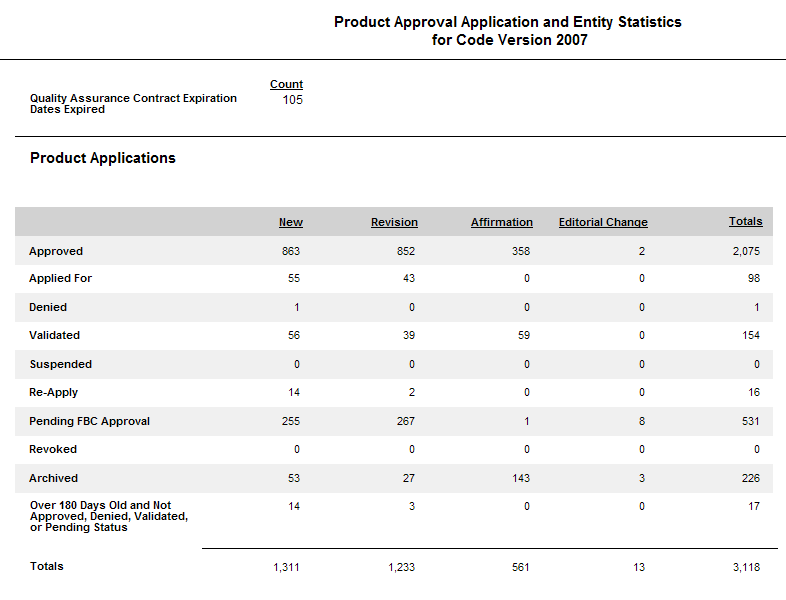 Product Approval Application and Entity Statistics
for Code Version 2007
Count
Quality Assurance Contract Expiration 105
Dates Expired
Product Applications
New Revision Affirmation Editorial Change Totals
Approved 863 852 358 2 2,075
Applied For 55 43 0 0 98
Denied 1 0 0 0 1
Validated 56 39 59 0 154
Suspended 0 0 0 0 0
Re-Apply 14 2 0 0 16
Pending FBC Approval 255 267 1 8 531
Revoked 0 0 0 0 0
Archived 53 27 143 3 226
Over 180 Days Old and Not 14 3 0 0 17
Approved, Denied, Validated,
or Pending Status
Totals 1,311 1,233 561 13 3,118